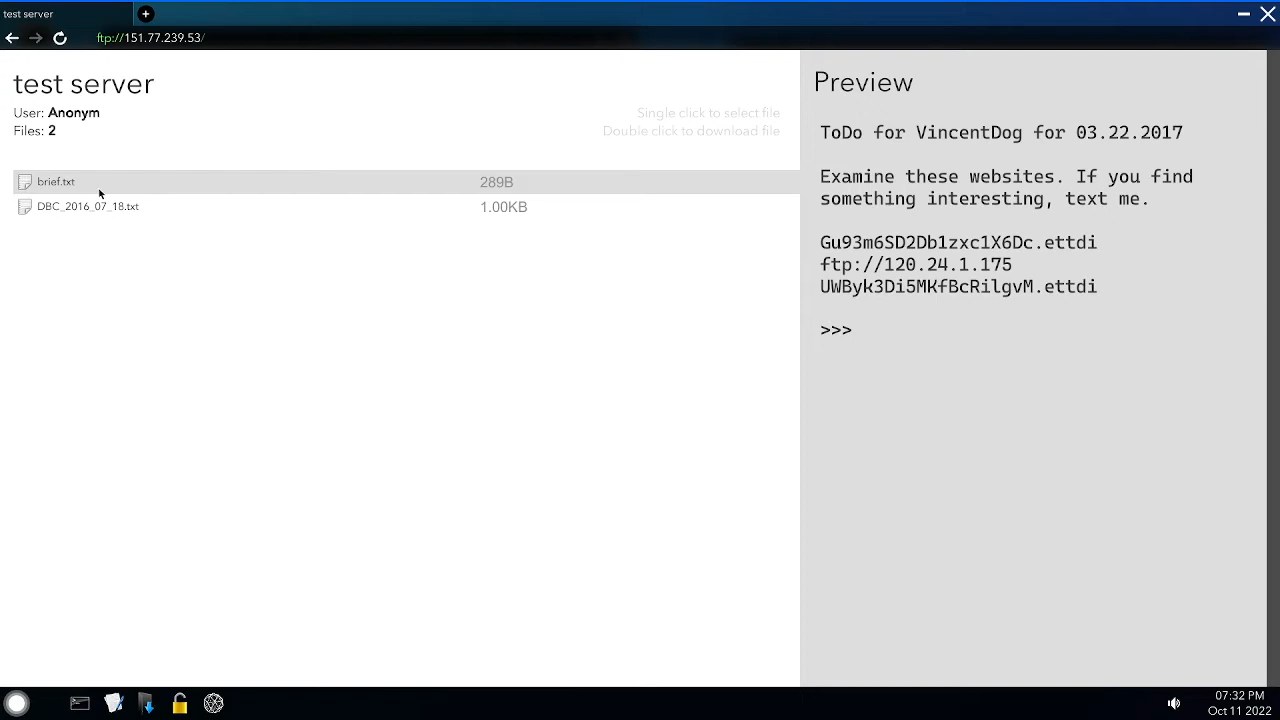 test server
+
ftp://151.77.239.53/
test server
User: Anonym
Files: 2
Single click to select file
Double click to download file
brief.txt 289B
DBC_2016_07_18.txt 1.00KB
Preview
ToDo for VincentDog for 03.22.2017
Examine these websites. If you find
something interesting, text me.
Gu93m6SD2Db1zxc1X6Dc.ettdi
ftp://120.24.1.175
UWByk3Di5MKfBcRilgvM.ettdi
>>>
07:32 PM
Oct 11 2022